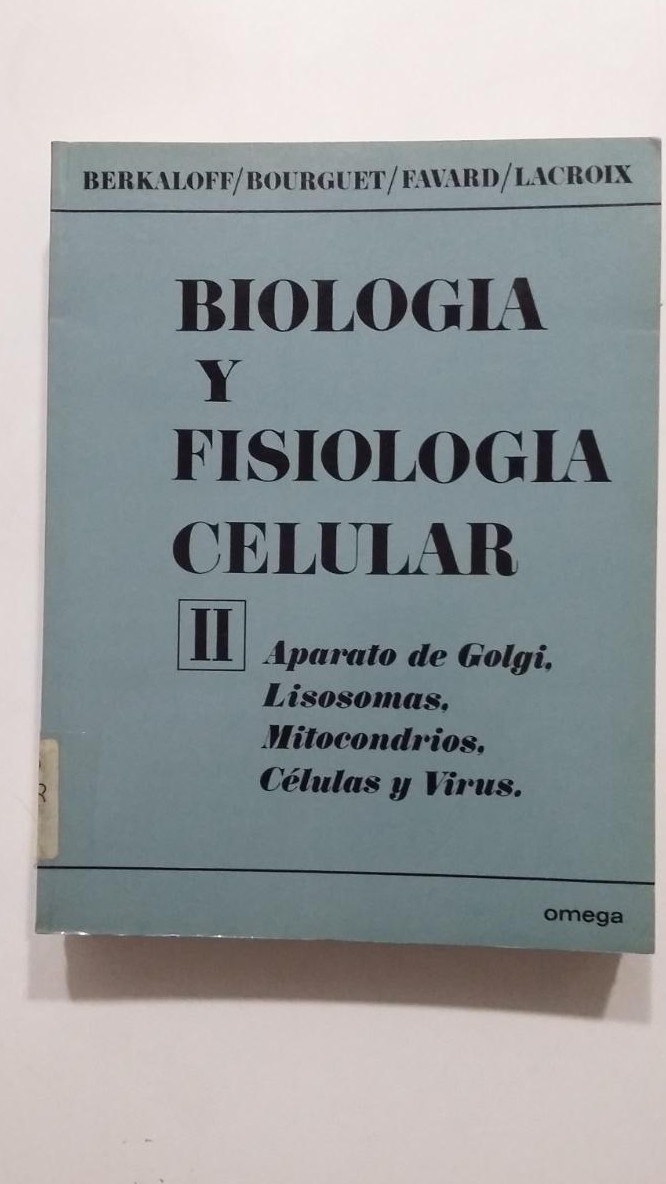 BERKALOFF/BOURGUET/FAVARD/LACROIX
BIOLOGIA
Y
FISIOLOGIA
CELULAR
II
Aparato de Golgi,
Lisosomas,
Mitocondrios,
Células y Virus.
R
omega